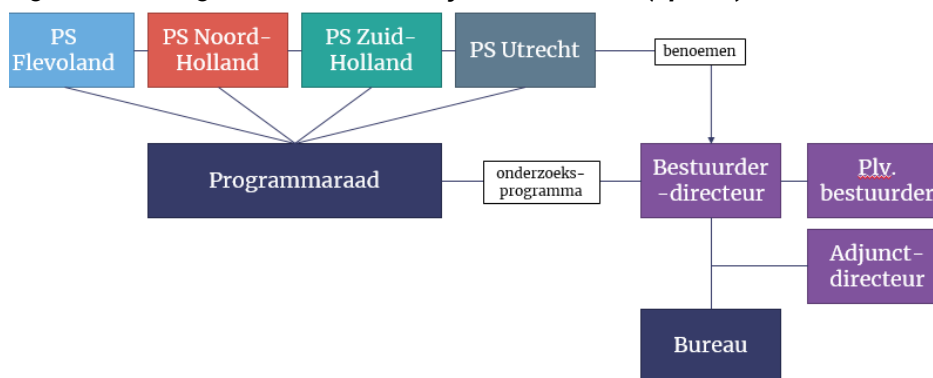 PS
Flevoland
PS Noord-
Holland
PS Zuid-
Holland
PS Utrecht
benoemen
Programmaraad
onderzoeks-
programma
Bestuurder
-directeur
Plv.
bestuurder
Adjunct-
directeur
Bureau